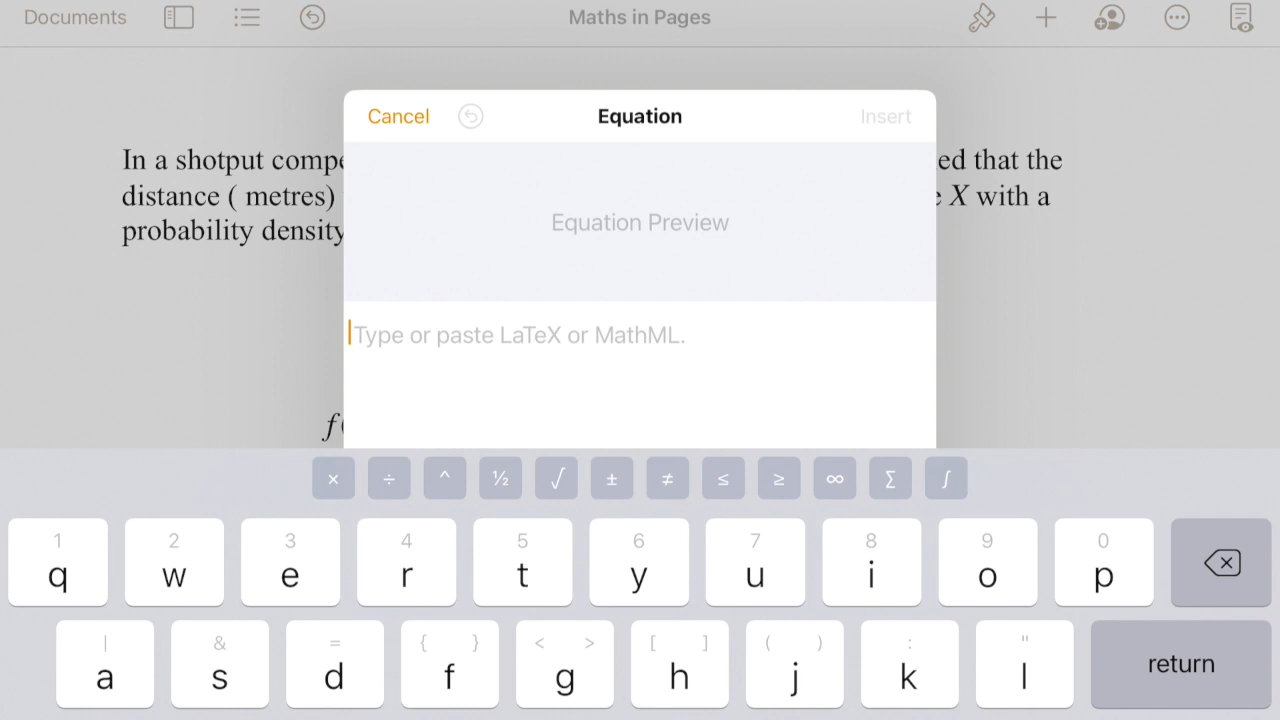 Documents
Maths in Pages
Cancel
Equation
Insert
In a shotput compe
ed that the
distance ( metres)
X with a
probability density
Equation Preview
Type or paste LaTeX or MathML.
f(
× ÷ ^ ½ √ ± ≠ ≤ ≥ ∞ ∑ ∫
1 2 3 4 5 6 7 8 9 0
q w e r t y u i o p
| & = { } < > [ ] ( ) : "
a s d f g h j k l return